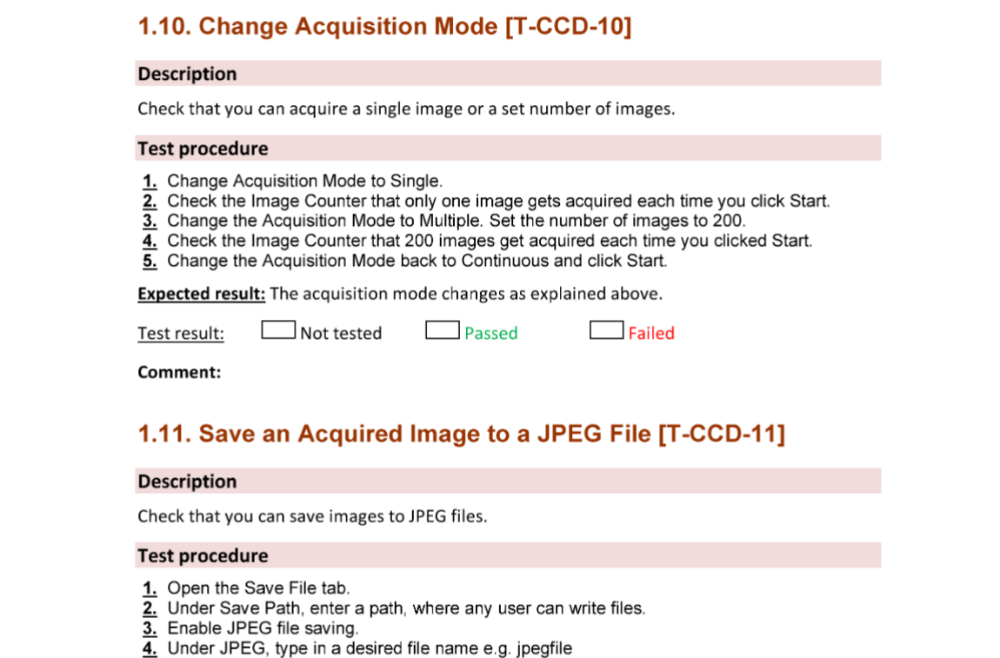 1.10. Change Acquisition Mode [T-CCD-10]
Description
Check that you can acquire a single image or a set number of images.
Test procedure
1. Change Acquisition Mode to Single.
2. Check the Image Counter that only one image gets acquired each time you click Start.
3. Change the Acquisition Mode to Multiple. Set the number of images to 200.
4. Check the Image Counter that 200 images get acquired each time you clicked Start.
5. Change the Acquisition Mode back to Continuous and click Start.
Expected result: The acquisition mode changes as explained above.
Test result: Not tested Passed Failed
Comment:
1.11. Save an Acquired Image to a JPEG File [T-CCD-11]
Description
Check that you can save images to JPEG files.
Test procedure
1. Open the Save File tab.
2. Under Save Path, enter a path, where any user can write files.
3. Enable JPEG file saving.
4. Under JPEG, type in a desired file name e.g. jpegfile